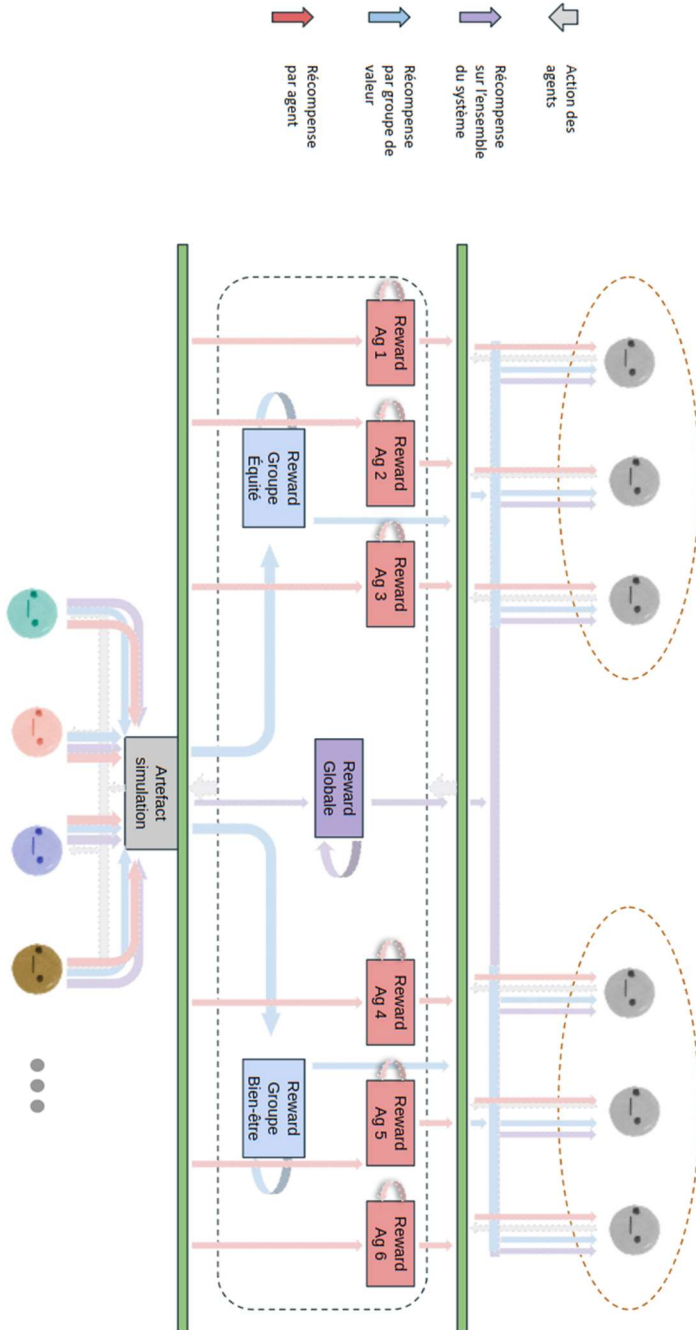 Action des
agents
Récompense
sur l'ensemble
du système
Récompense
par groupe de
valeur
Récompense
par agent
Reward
Ag 1
Reward
Ag 2
Reward
Ag 3
Reward
Ag 4
Reward
Ag 5
Reward
Ag 6
Reward
Globale
Reward
Groupe
Équité
Reward
Groupe
Bien-être
Artefact
simulation